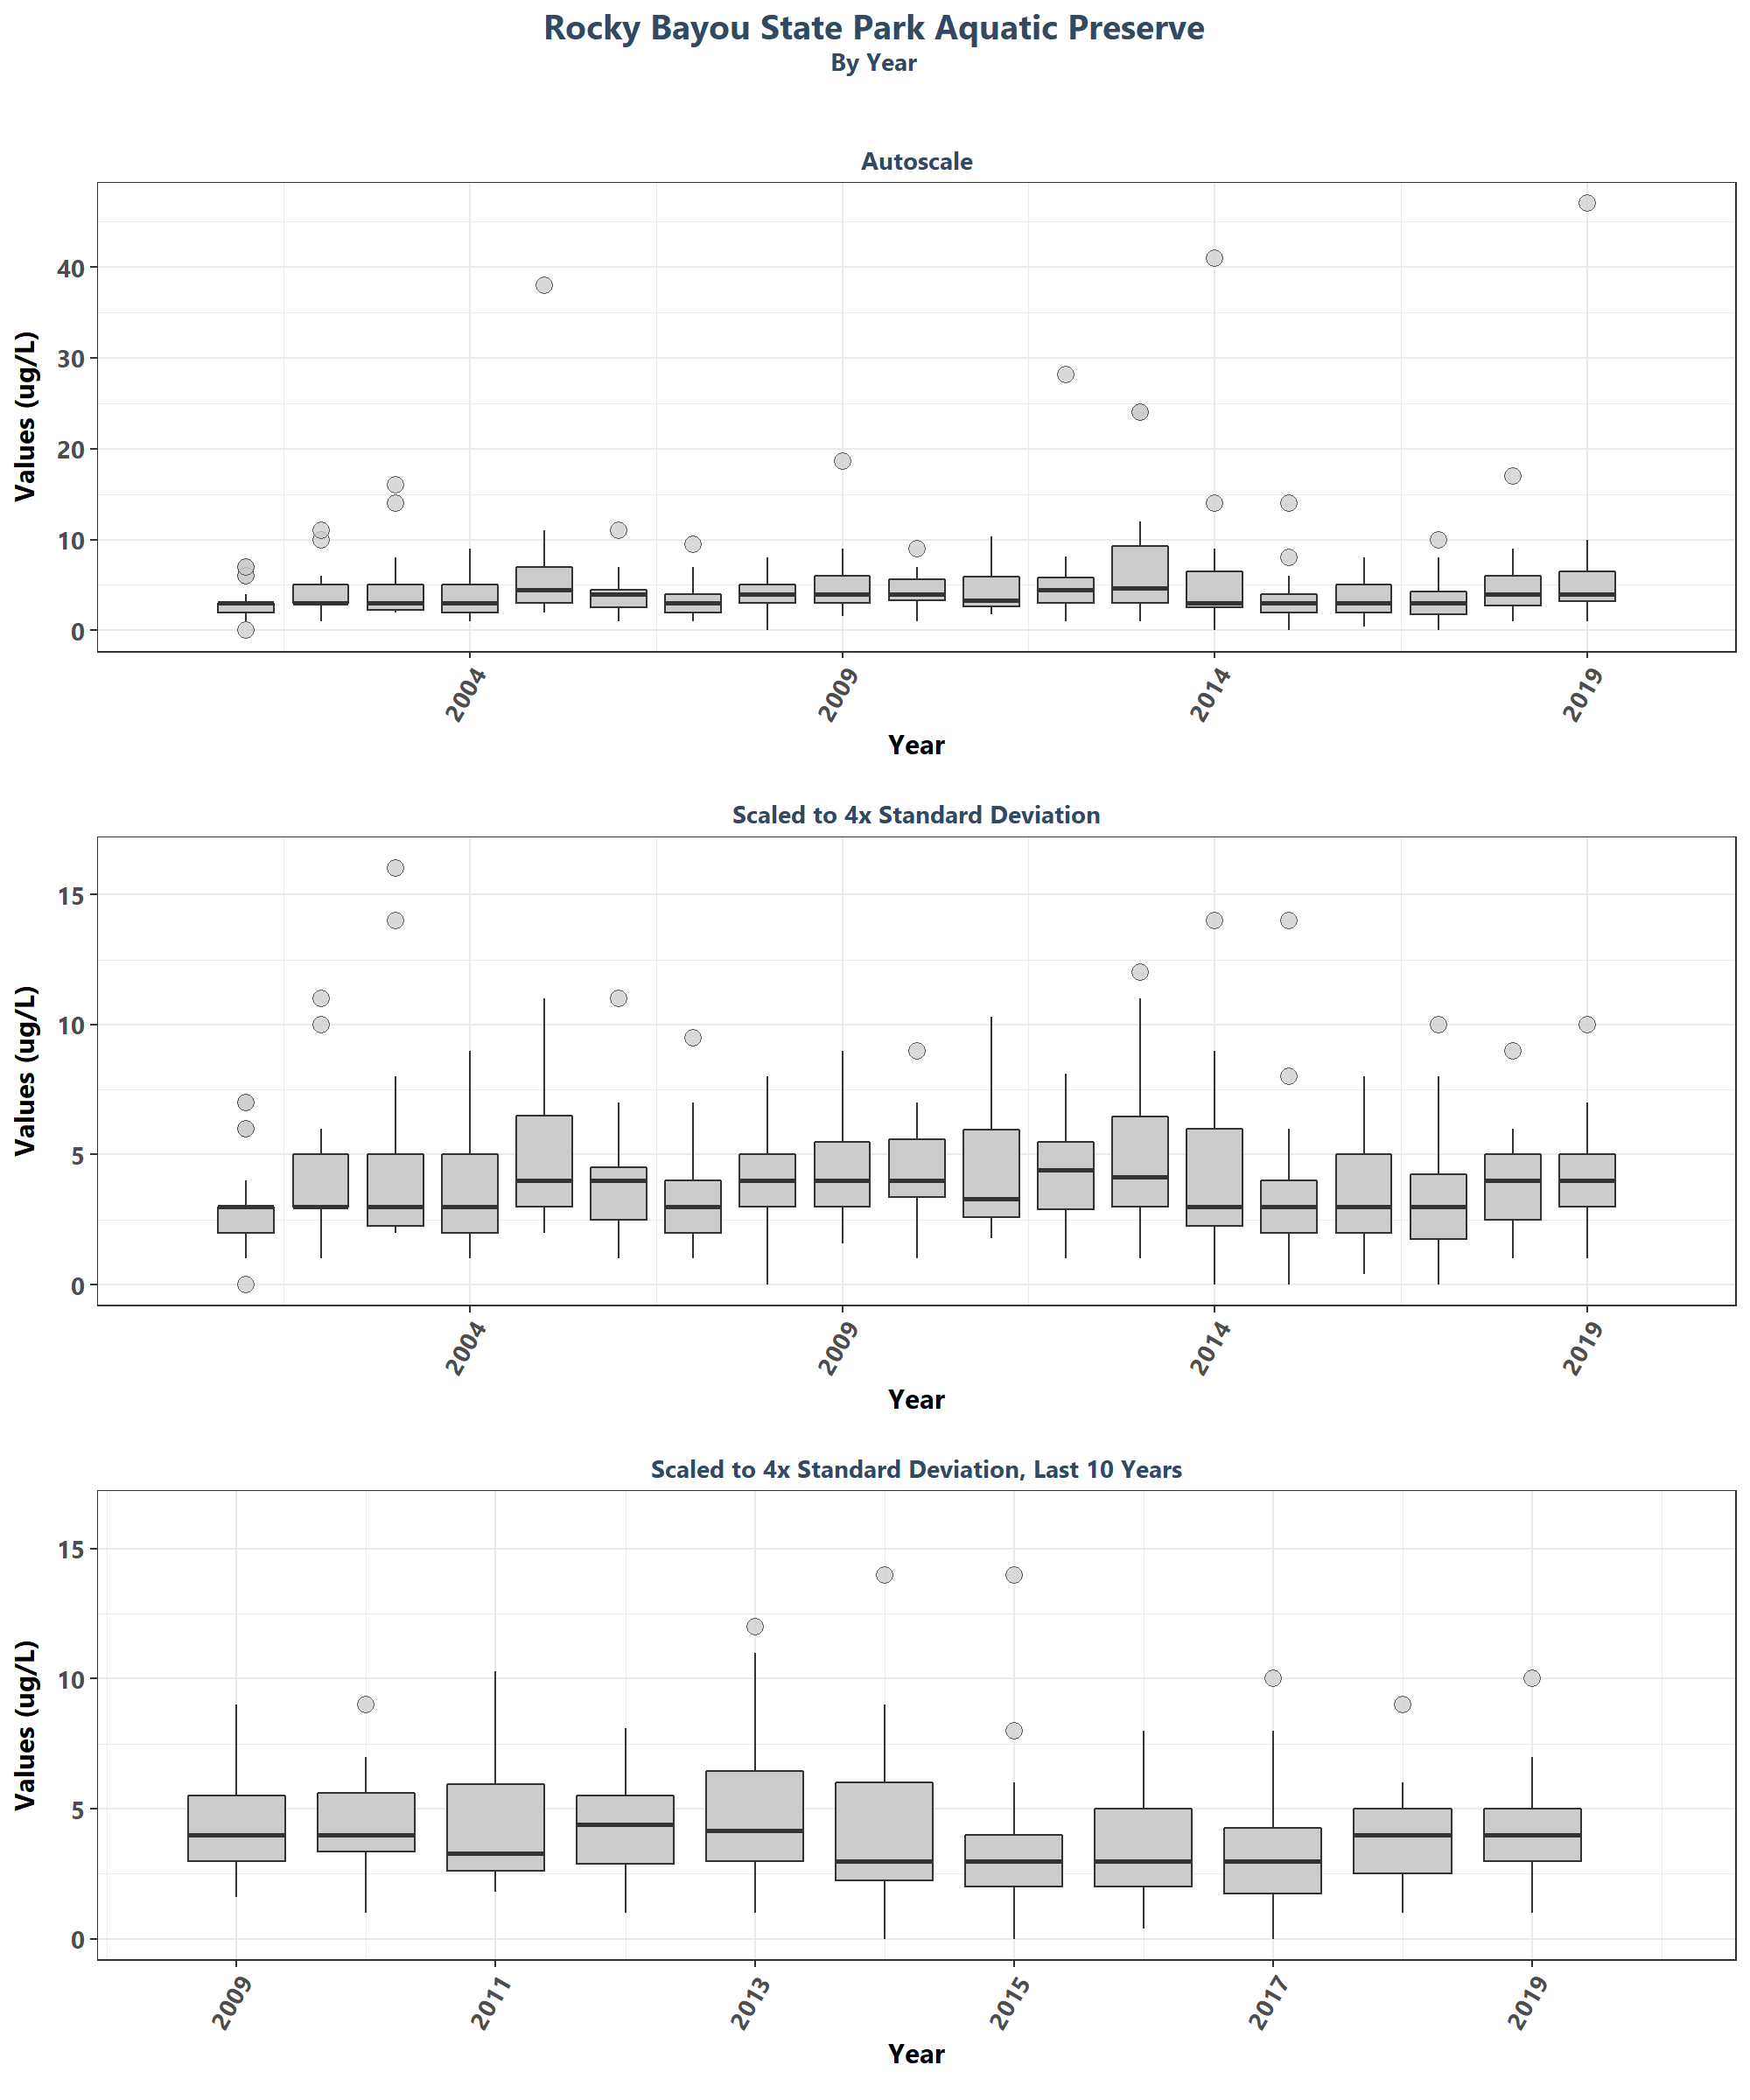 Rocky Bayou State Park Aquatic Preserve
By Year
Autoscale
Values (ug/L)
40
30
20
10
0
2004
2009
2014
2019
Year
Scaled to 4x Standard Deviation
Values (ug/L)
15
10
5
0
2004
2009
2014
2019
Year
Scaled to 4x Standard Deviation, Last 10 Years
Values (ug/L)
15
10
5
0
2009
2011
2013
2015
2017
2019
Year